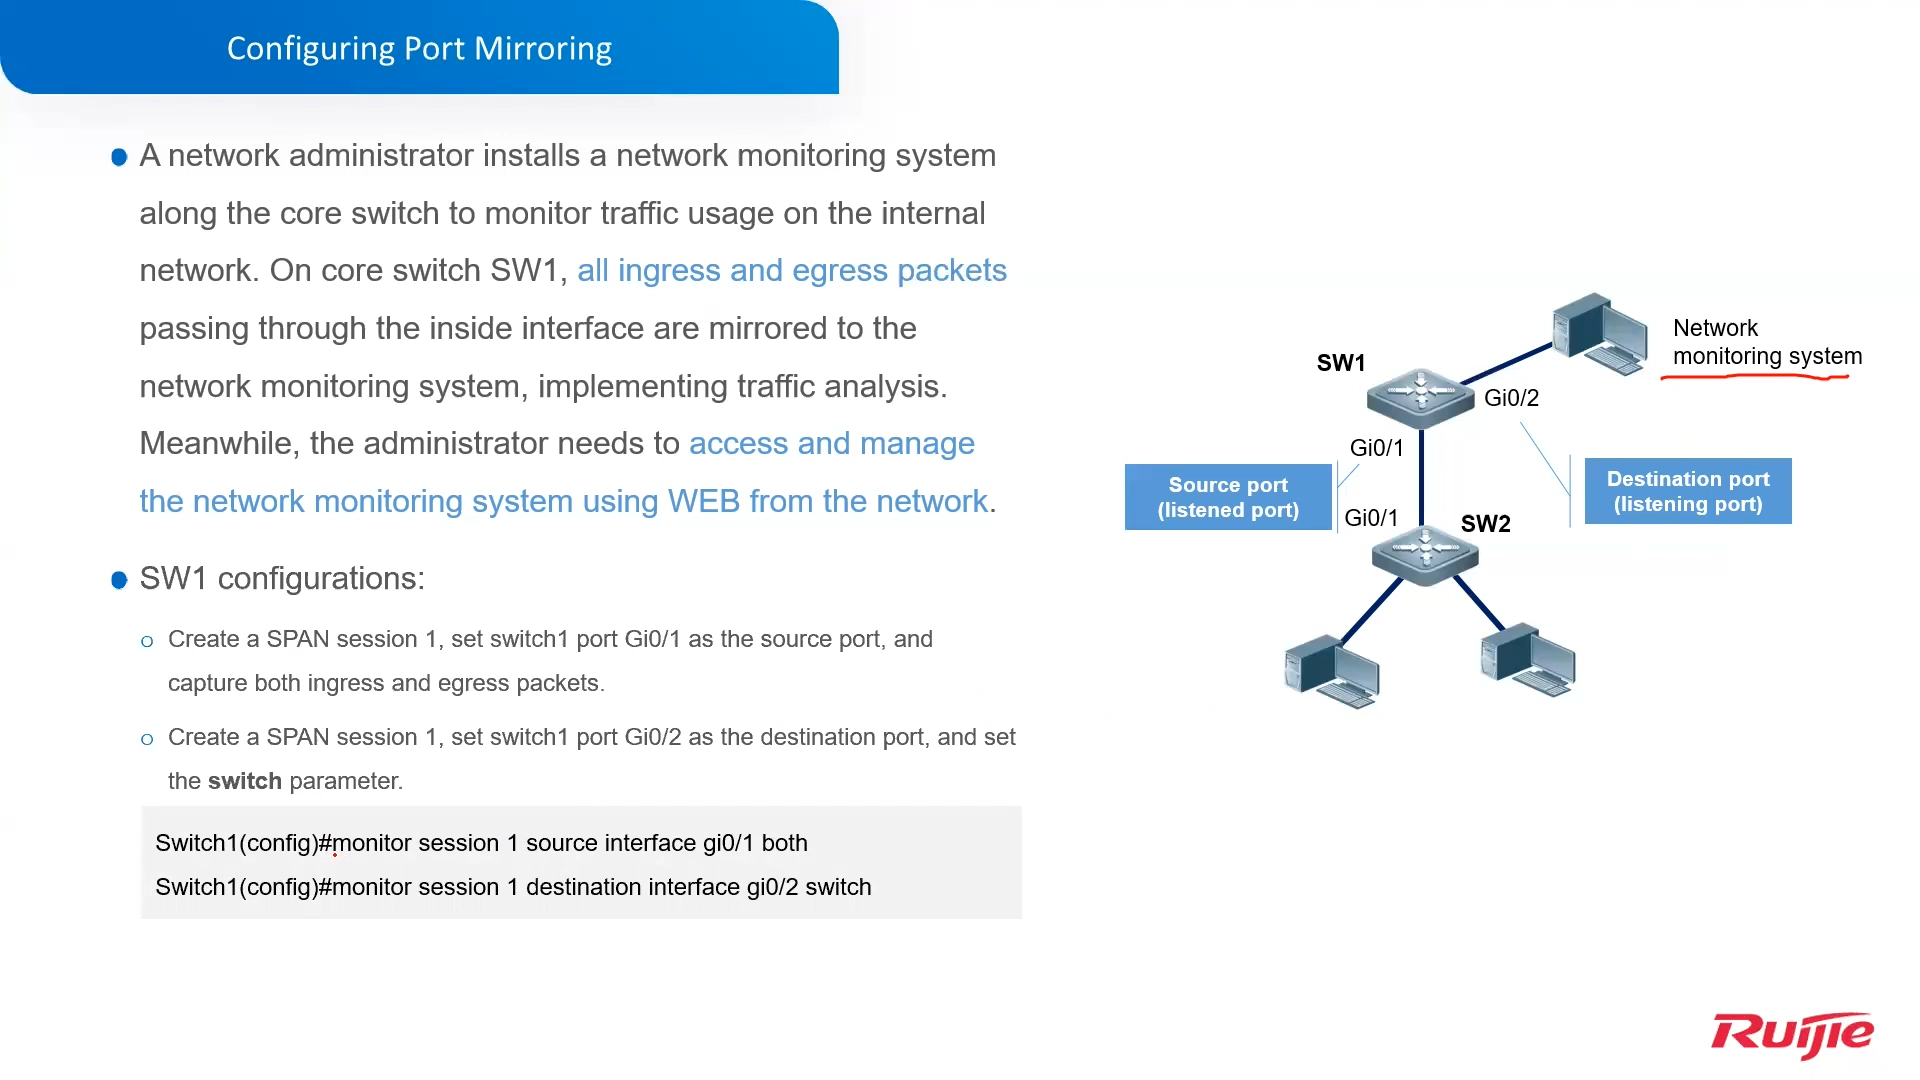 Configuring Port Mirroring
A network administrator installs a network monitoring system
along the core switch to monitor traffic usage on the internal
network. On core switch SW1, all ingress and egress packets
passing through the inside interface are mirrored to the
network monitoring system, implementing traffic analysis.
Meanwhile, the administrator needs to access and manage
the network monitoring system using WEB from the network.
SW1 configurations:
Create a SPAN session 1, set switch1 port Gi0/1 as the source port, and
capture both ingress and egress packets.
Create a SPAN session 1, set switch1 port Gi0/2 as the destination port, and set
the switch parameter.
Switch1(config)#monitor session 1 source interface gi0/1 both
Switch1(config)#monitor session 1 destination interface gi0/2 switch
Network
monitoring system
SW1
Gi0/2
Gi0/1
Source port
(listened port)
Destination port
(listening port)
Gi0/1
SW2
Ruijie